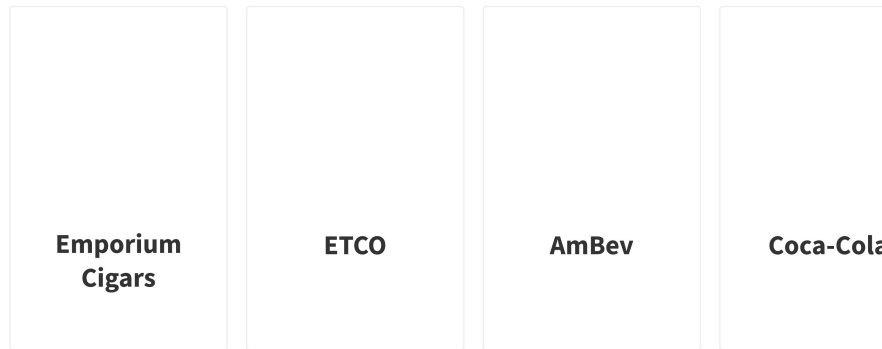 Emporium
Cigars
ETCO
AmBev
Coca-Cola